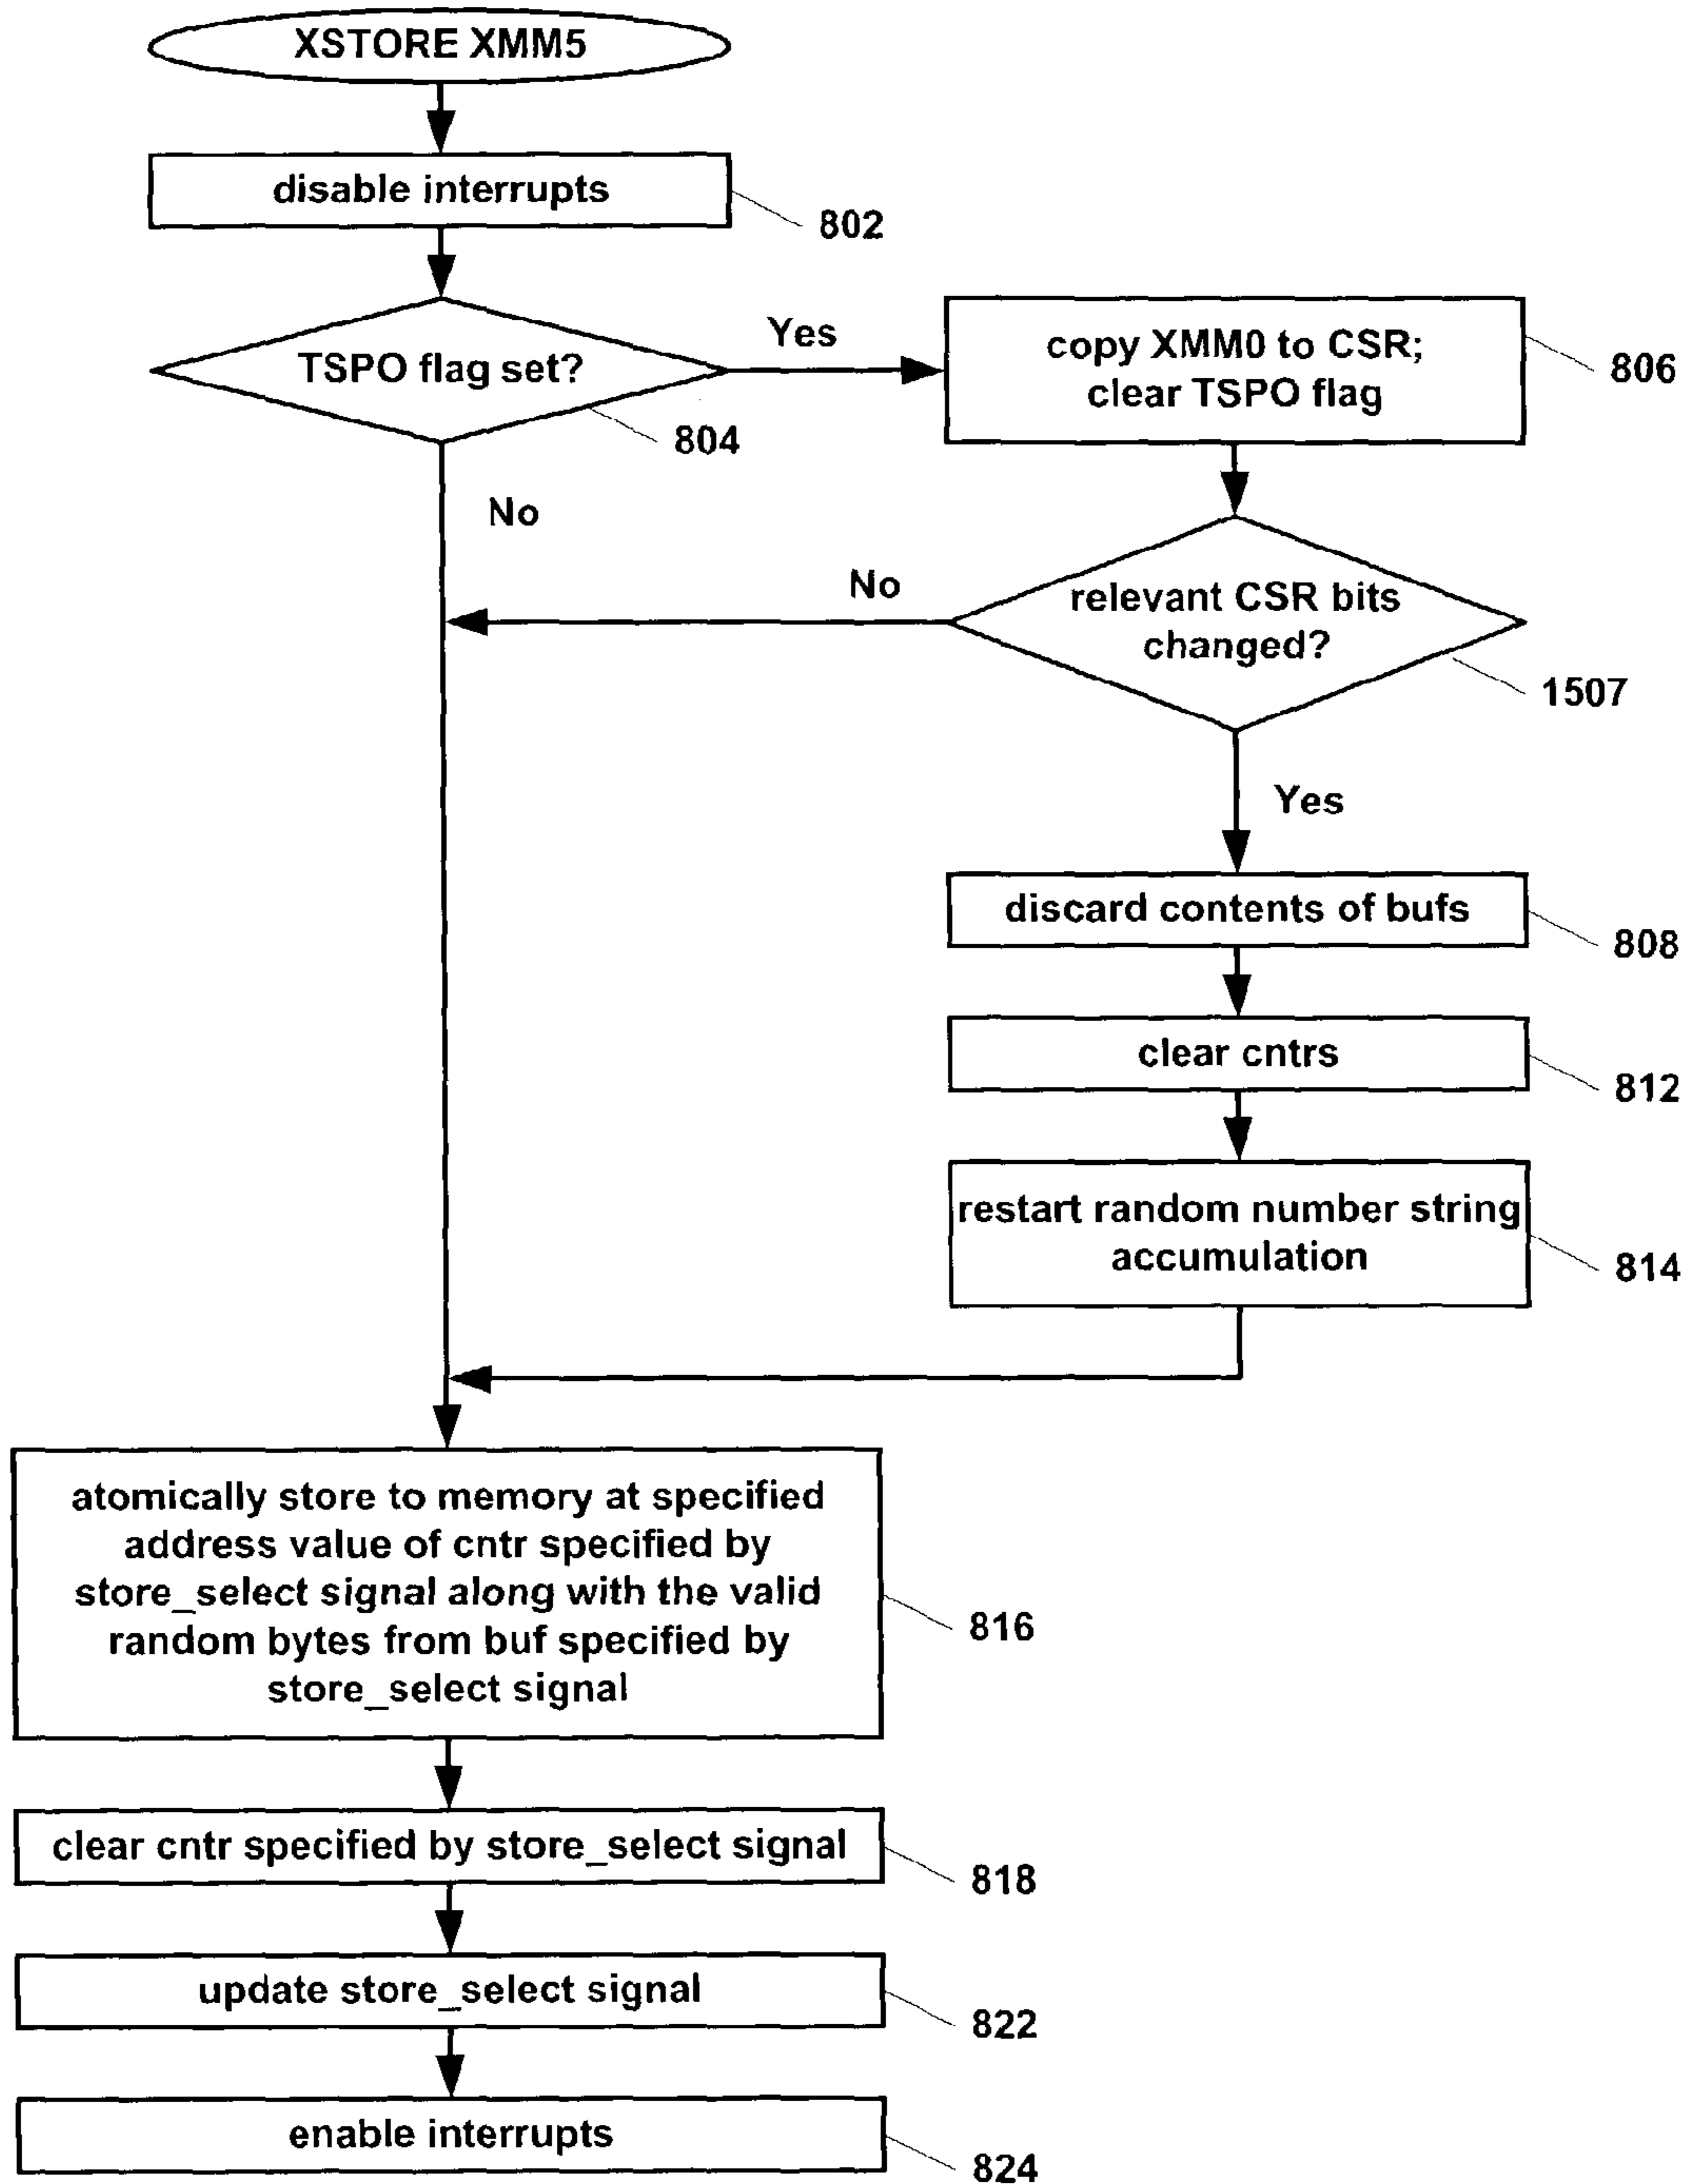 XSTORE XMM5
disable interrupts
802
TSPO flag set?
804
Yes
No
copy XMM0 to CSR;
clear TSPO flag
806
relevant CSR bits
changed?
1507
No
Yes
discard contents of bufs
808
clear cntrs
812
restart random number string
accumulation
814
atomically store to memory at specified
address value of cntr specified by
store_select signal along with the valid
random bytes from buf specified by
store_select signal
816
clear cntr specified by store_select signal
818
update store_select signal
822
enable interrupts
824